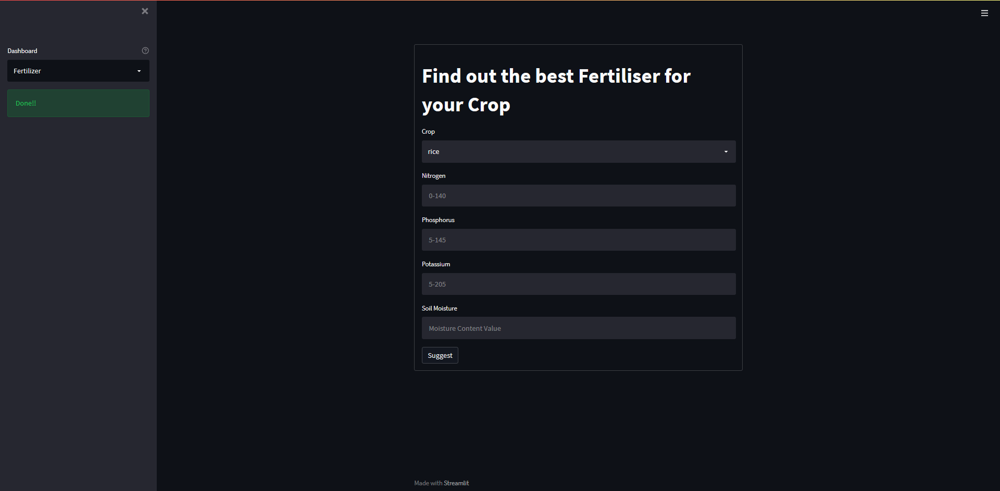 Dashboard
Fertilizer
Done!!
Find out the best Fertiliser for
your Crop
Crop
rice
Nitrogen
0-140
Phosphorus
5-145
Potassium
5-205
Soil Moisture
Moisture Content Value
Suggest
Made with Streamlit